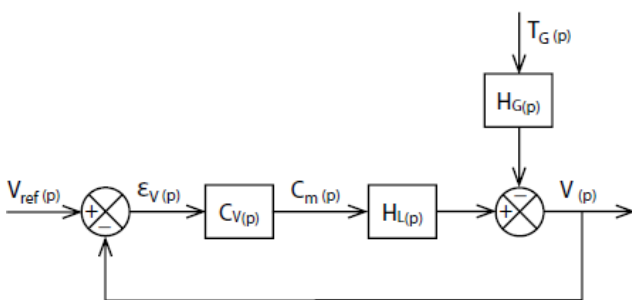 T_G (p)
H_G(p)
V_ref (p)
+
−
ε_V (p)
C_V(p)
C_m (p)
H_L(p)
+
−
V (p)